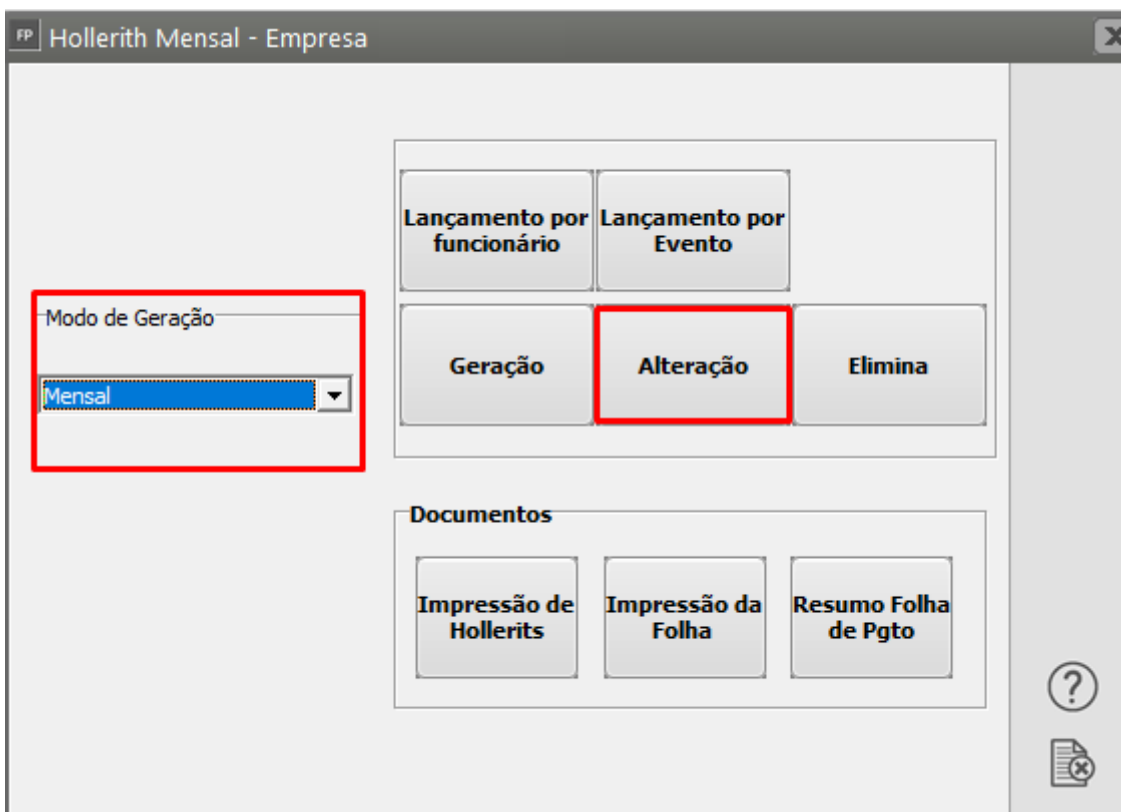 FP Hollerith Mensal - Empresa
Lançamento por
funcionário
Lançamento por
Evento
Modo de Geração
Mensal
Geração
Alteração
Elimina
Documentos
Impressão de
Hollerits
Impressão da
Folha
Resumo Folha
de Pgto
?